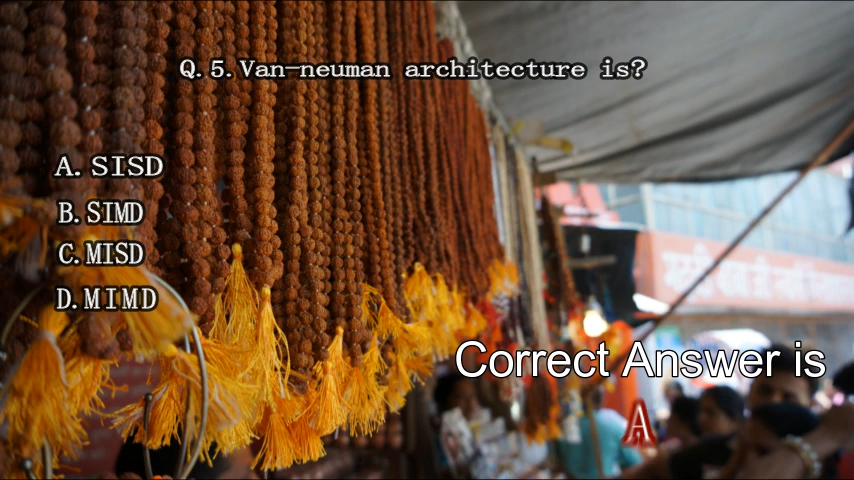 Q.5.Van-neuman architecture is?
A.SISD
B.SIMD
C.MISD
D.MIMD
Correct Answer is
A